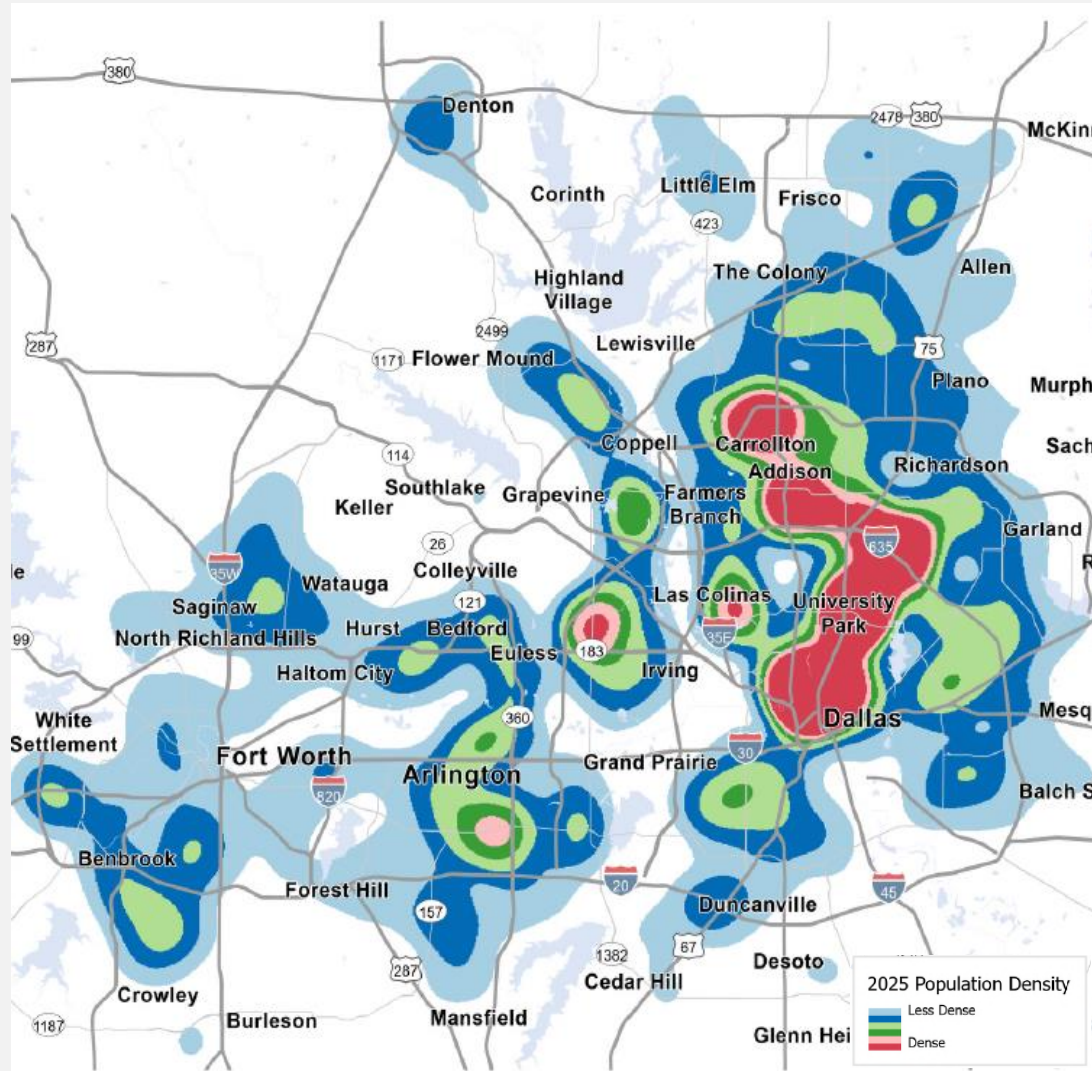 380
Denton
2478
380
McKin
Corinth
Little Elm
Frisco
423
Highland
Village
The Colony
Allen
287
2499
Lewisville
75
1171
Flower Mound
Plano
Murph
Coppell
Carrollton
Sach
114
Addison
Richardson
Southlake
Grapevine
Farmers
Branch
Keller
Garland
26
635
35W
Colleyville
le
R
Watauga
Las Colinas
University
Park
121
Saginaw
99
North Richland Hills
Hurst
Bedford
35E
Euless
183
Irving
Haltom City
White
Settlement
360
Dallas
Mesq
Fort Worth
30
Grand Prairie
Arlington
820
Balch S
Benbrook
Forest Hill
20
45
157
Duncanville
67
1382
Desoto
287
Cedar Hill
Crowley
1187
Burleson
Mansfield
Glenn Hei
2025 Population Density
Less Dense
Dense